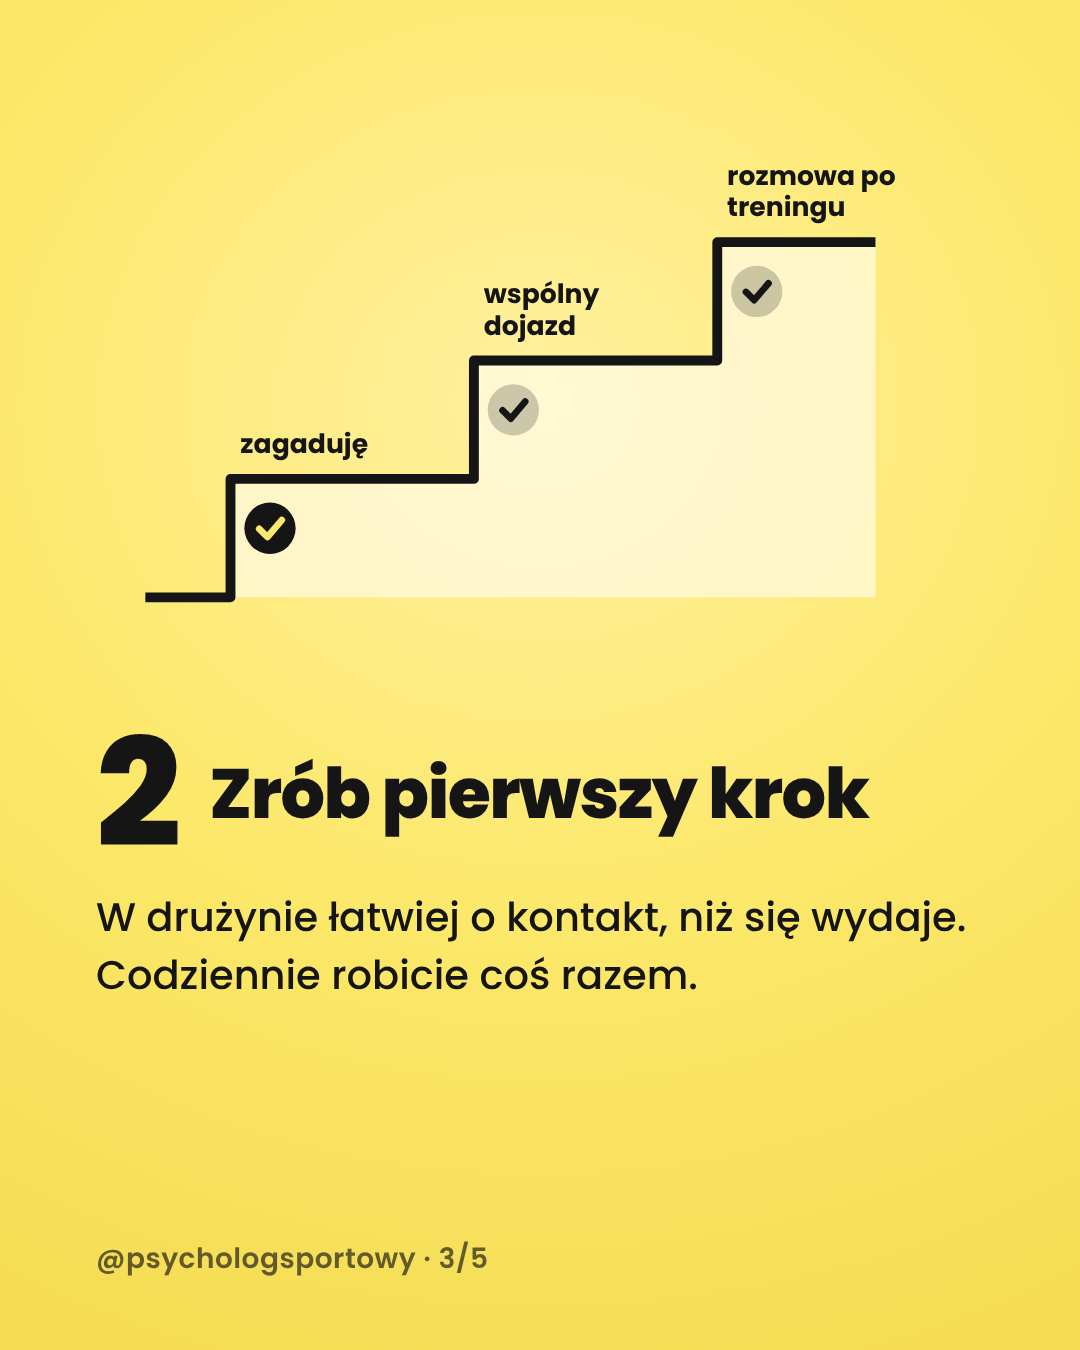 rozmowa po
treningu
wspólny
dojazd
zagaduję
2 Zrób pierwszy krok
W drużynie łatwiej o kontakt, niż się wydaje.
Codziennie robicie coś razem.
@psychologsportowy · 3/5